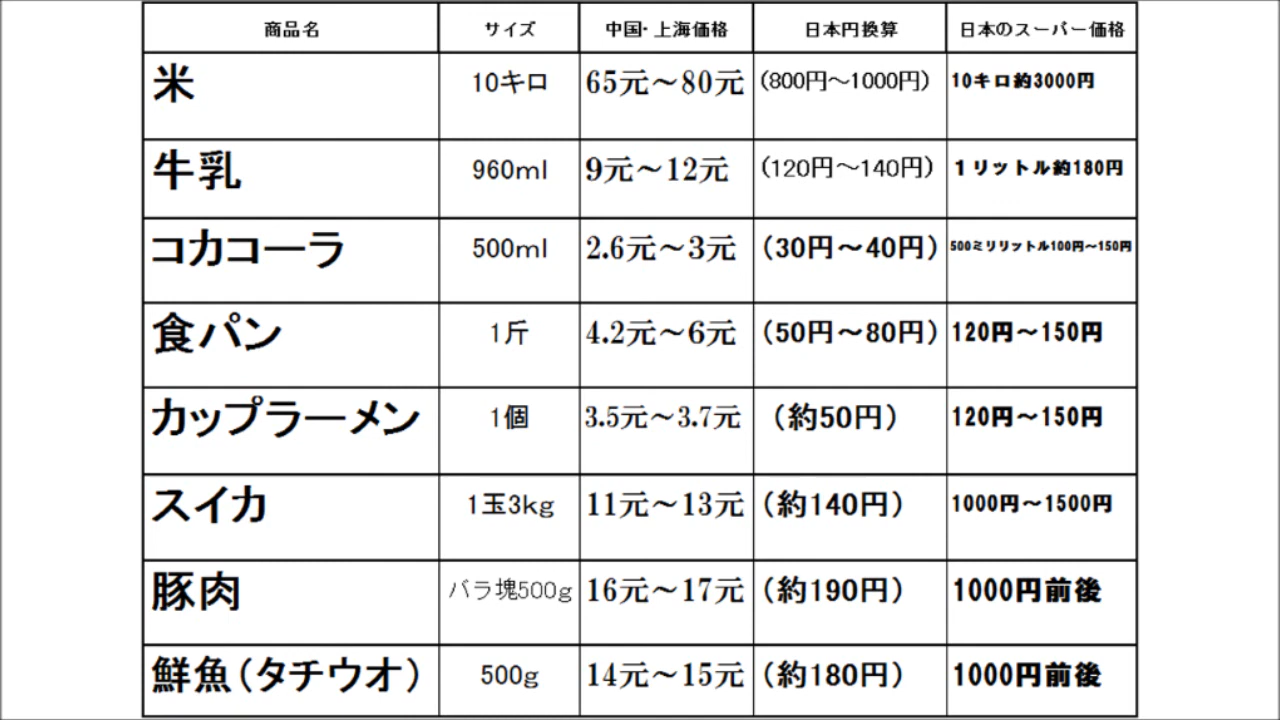 商品名 サイズ 中国・上海価格 日本円換算 日本のスーパー価格
米 10キロ 65元～80元 (800円～1000円) 10キロ約3000円
牛乳 960ml 9元～12元 (120円～140円) 1リットル約180円
コカコーラ 500ml 2.6元～3元 (30円～40円) 500ミリリットル100円～150円
食パン 1斤 4.2元～6元 (50円～80円) 120円～150円
カップラーメン 1個 3.5元～3.7元 (約50円) 120円～150円
スイカ 1玉3kg 11元～13元 (約140円) 1000円～1500円
豚肉 バラ塊500g 16元～17元 (約190円) 1000円前後
鮮魚(タチウオ) 500g 14元～15元 (約180円) 1000円前後